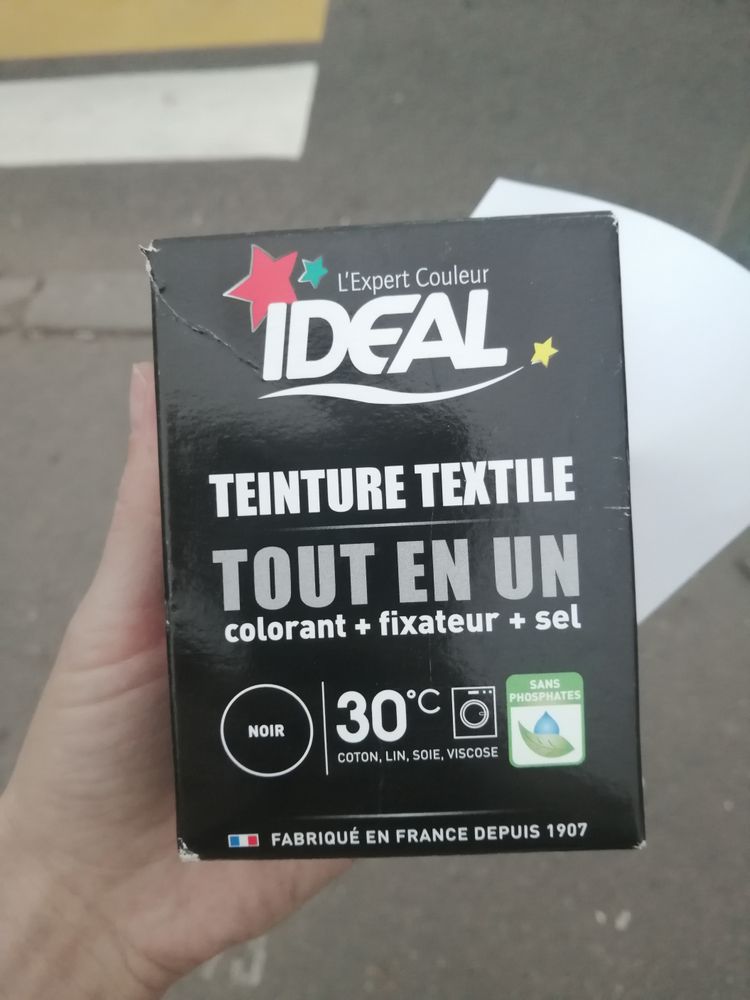 L'Expert Couleur
IDEAL
TEINTURE TEXTILE
TOUT EN UN
colorant + fixateur + sel
NOIR
30°C
COTON, LIN, SOIE, VISCOSE
SANS
PHOSPHATES
FABRIQUÉ EN FRANCE DEPUIS 1907